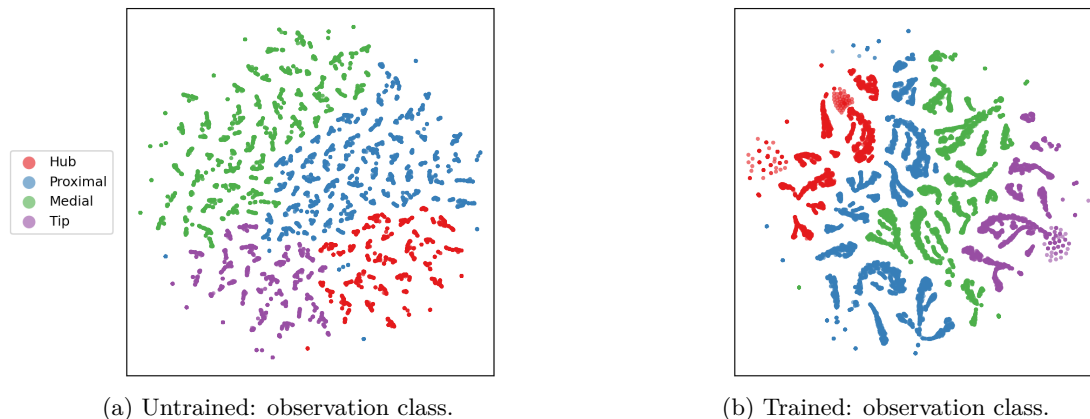 Hub
Proximal
Medial
Tip
(a) Untrained: observation class.
(b) Trained: observation class.